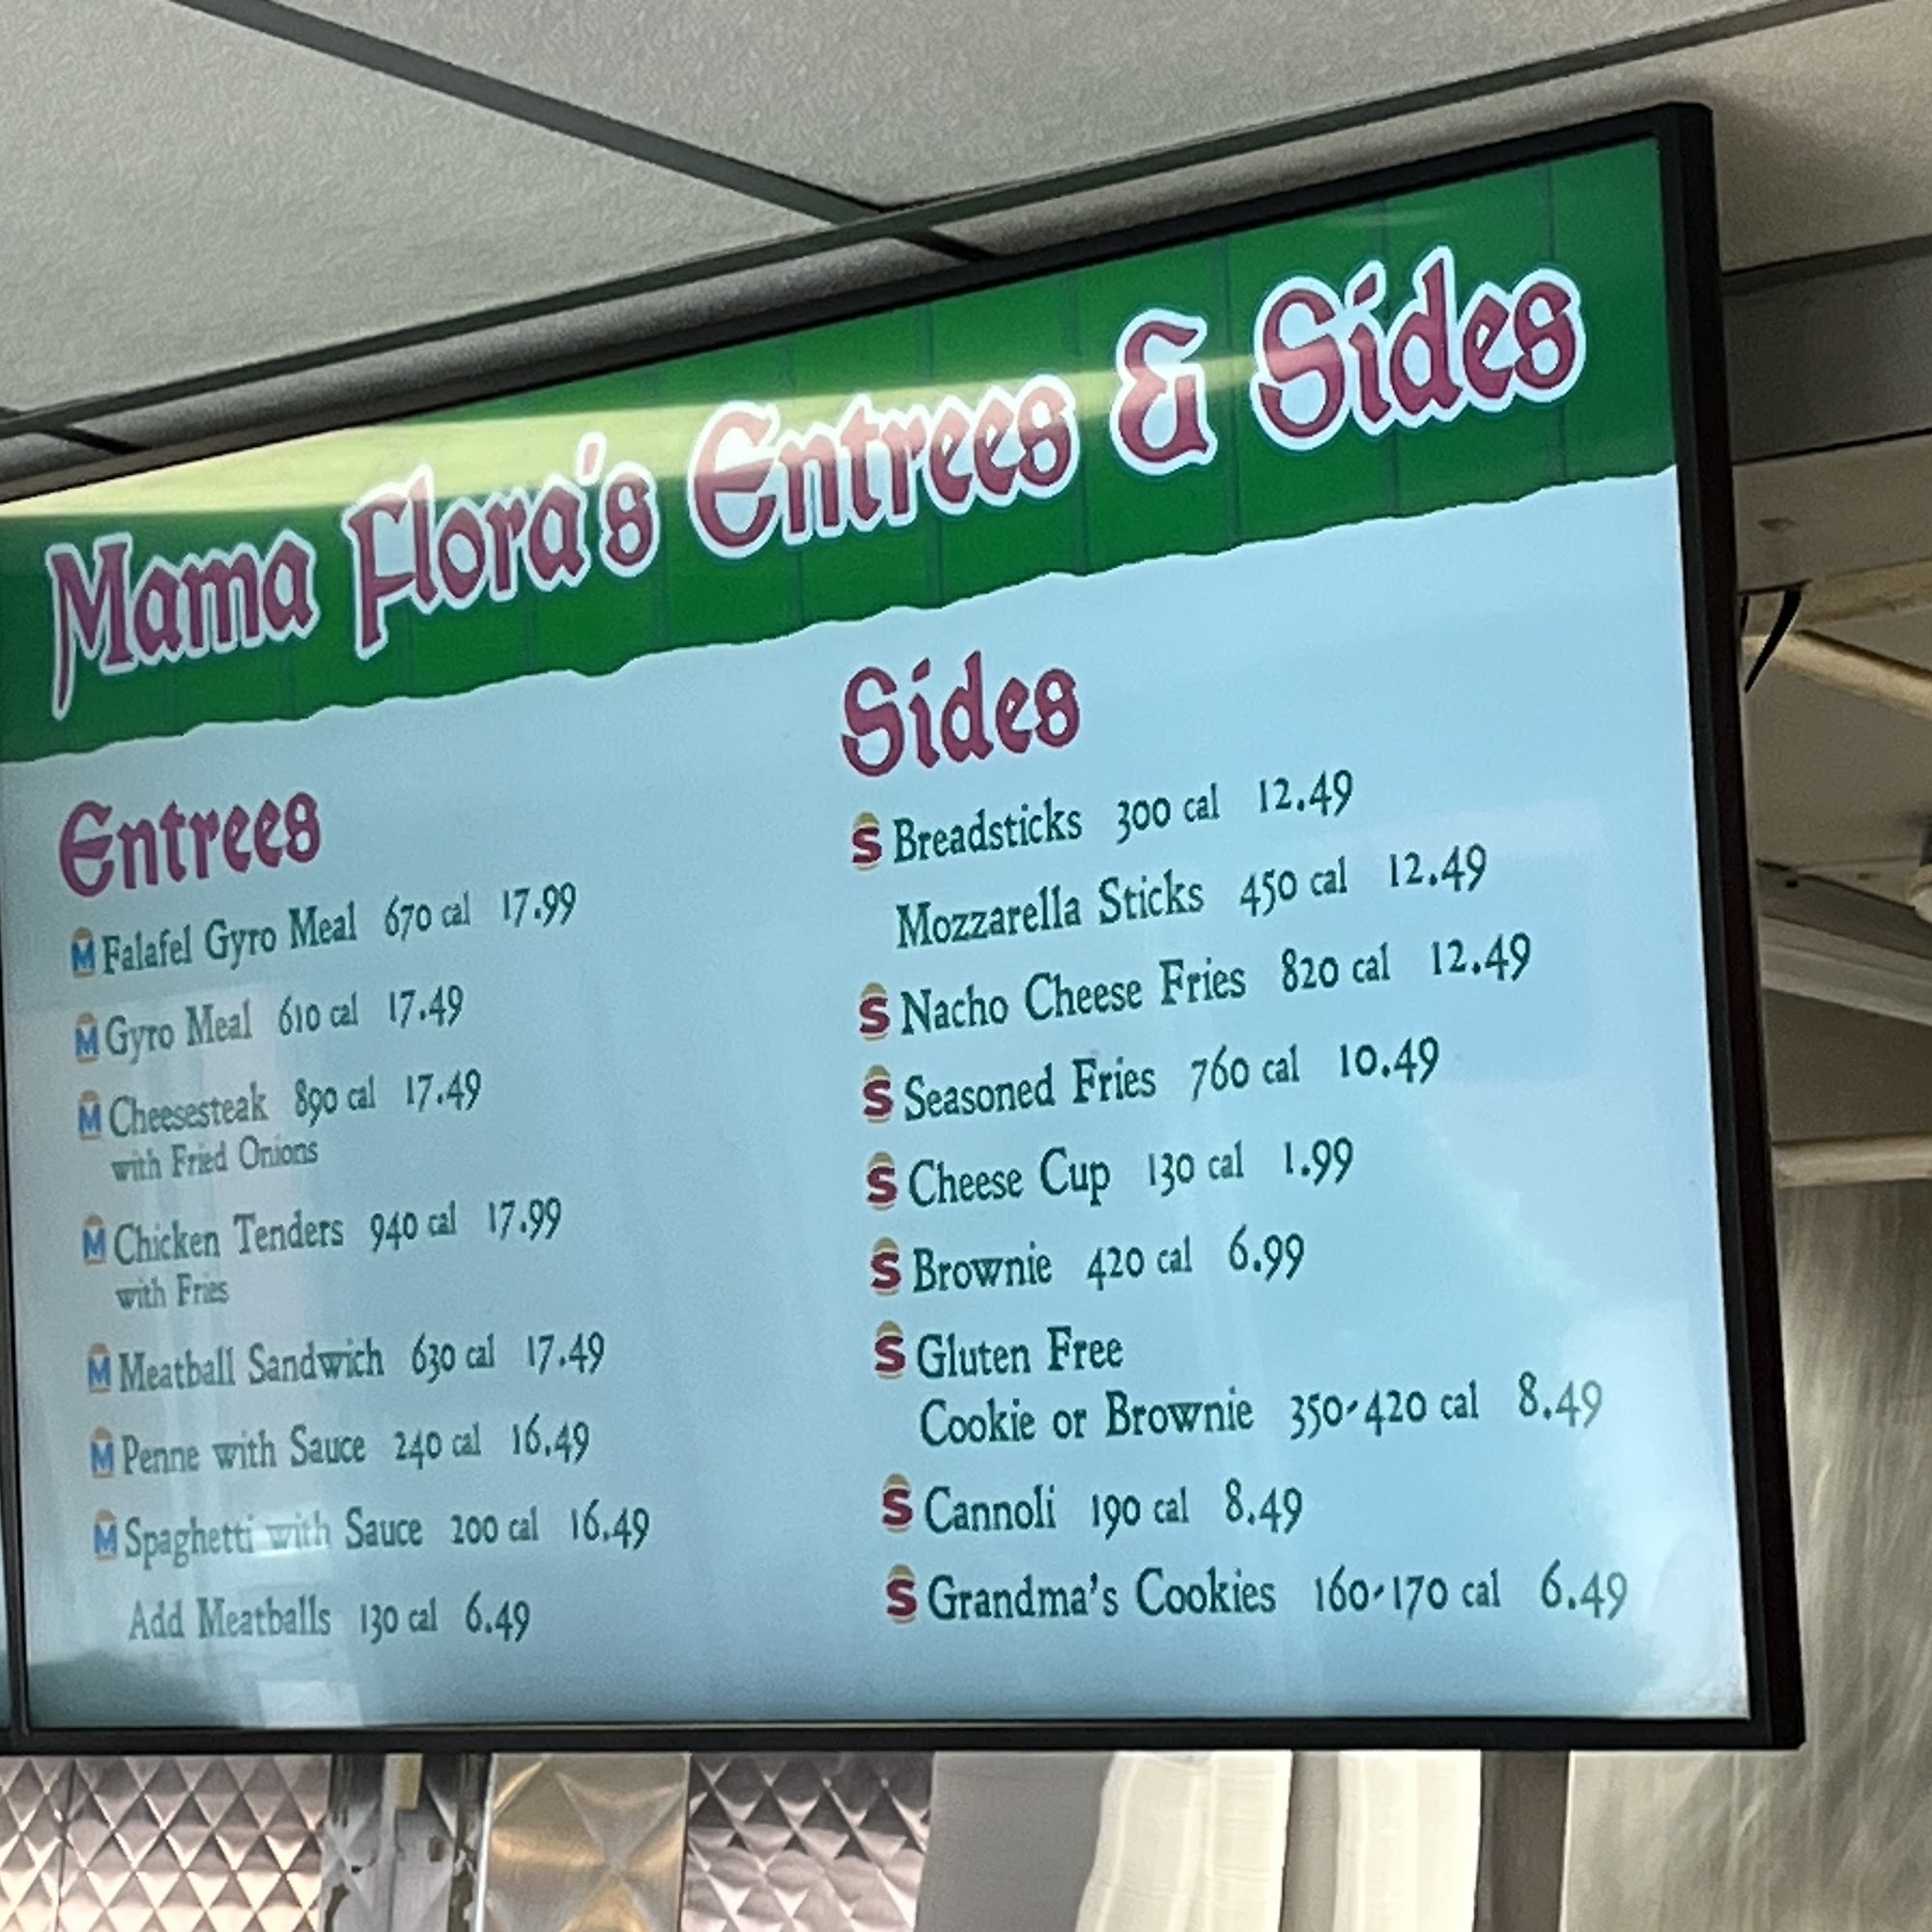 Mama Flora's Entrees & Sides
Entrees
M Falafel Gyro Meal 670 cal 17.99
M Gyro Meal 610 cal 17.49
M Cheesesteak 890 cal 17.49
with Fried Onions
M Chicken Tenders 940 cal 17.99
with Fries
M Meatball Sandwich 630 cal 17.49
M Penne with Sauce 240 cal 16.49
M Spaghetti with Sauce 200 cal 16.49
Add Meatballs 130 cal 6.49
Sides
S Breadsticks 300 cal 12.49
Mozzarella Sticks 450 cal 12.49
S Nacho Cheese Fries 820 cal 12.49
S Seasoned Fries 760 cal 10.49
S Cheese Cup 130 cal 1.99
S Brownie 420 cal 6.99
S Gluten Free
Cookie or Brownie 350-420 cal 8.49
S Cannoli 190 cal 8.49
S Grandma's Cookies 160-170 cal 6.49